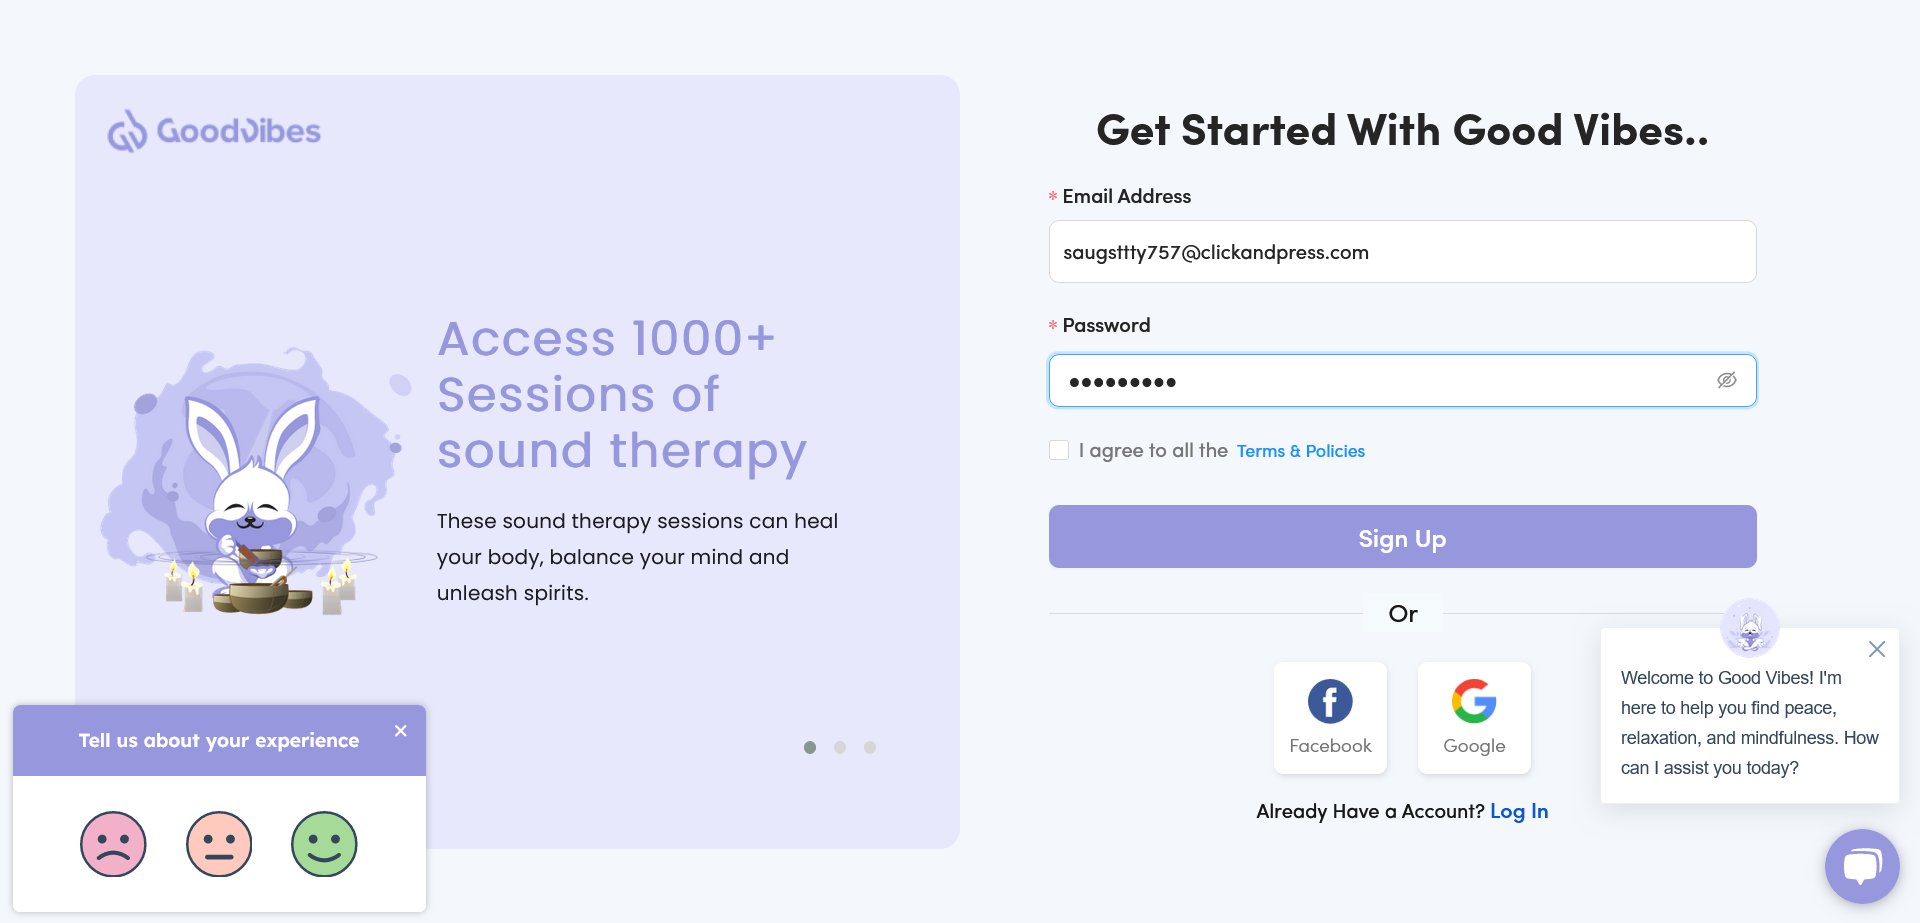 GoodVibes
Access 1000+
Sessions of
sound therapy
These sound therapy sessions can heal
your body, balance your mind and
unleash spirits.
Tell us about your experience
Get Started With Good Vibes..
* Email Address
saugsttty757@clickandpress.com
* Password
I agree to all the Terms & Policies
Sign Up
Or
Facebook
Google
Already Have a Account? Log In
Welcome to Good Vibes! I'm
here to help you find peace,
relaxation, and mindfulness. How
can I assist you today?